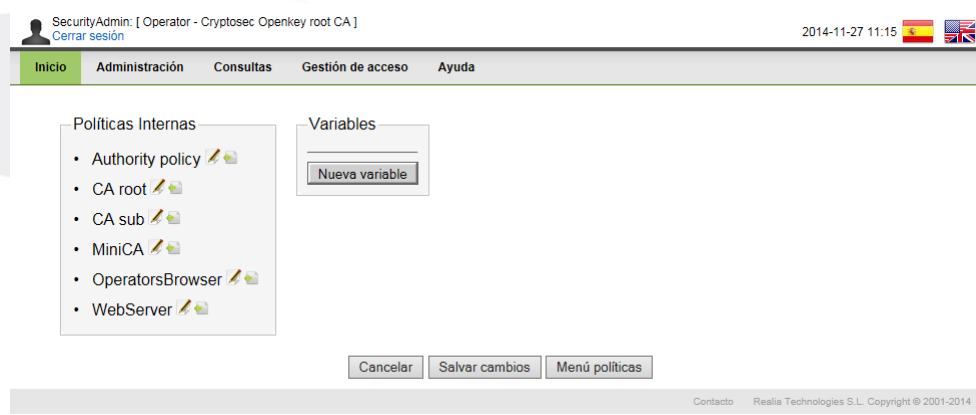 SecurityAdmin: [ Operator - Cryptosec Openkey root CA ]
Cerrar sesión
2014-11-27 11:15
Inicio Administración Consultas Gestión de acceso Ayuda
Políticas Internas
• Authority policy
• CA root
• CA sub
• MiniCA
• OperatorsBrowser
• WebServer
Variables
Nueva variable
Cancelar Salvar cambios Menú políticas
Contacto Realia Technologies S.L. Copyright © 2001-2014